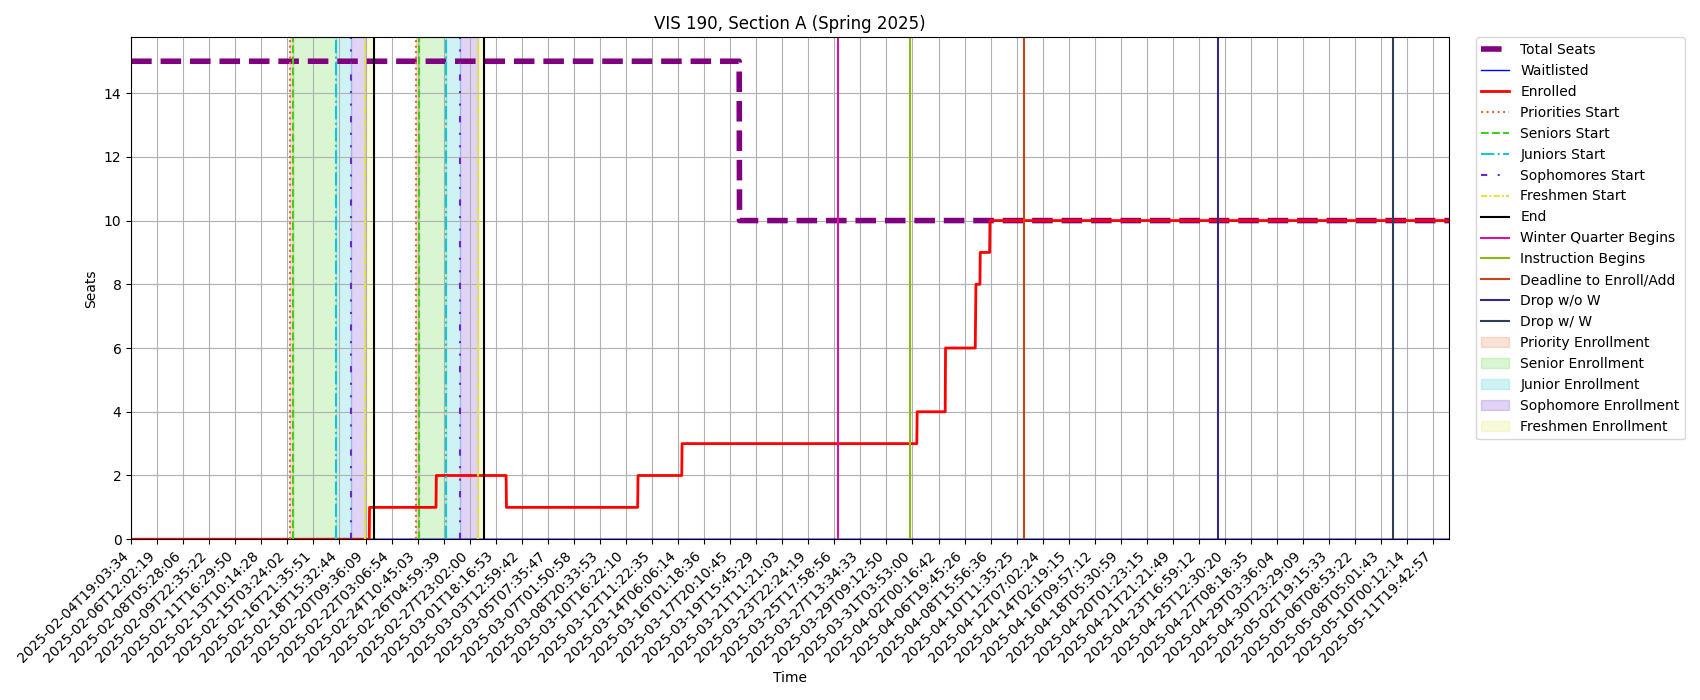 VIS 190, Section A (Spring 2025)
Seats
14
12
10
8
6
4
2
0
2025-02-04T19:03:34
2025-02-06T12:02:19
2025-02-08T05:28:06
2025-02-09T22:35:22
2025-02-11T16:29:50
2025-02-13T10:14:28
2025-02-15T03:24:02
2025-02-16T21:35:51
2025-02-18T15:32:44
2025-02-20T09:36:09
2025-02-22T03:06:54
2025-02-24T10:45:03
2025-02-26T04:59:39
2025-02-27T23:02:00
2025-03-01T18:16:53
2025-03-03T12:59:42
2025-03-05T07:35:47
2025-03-07T01:50:58
2025-03-08T20:33:53
2025-03-10T16:22:10
2025-03-12T11:22:35
2025-03-14T06:06:14
2025-03-16T01:18:36
2025-03-17T20:10:45
2025-03-19T15:45:29
2025-03-21T11:21:03
2025-03-23T22:24:19
2025-03-25T17:58:56
2025-03-27T13:34:33
2025-03-29T09:12:50
2025-03-31T03:53:00
2025-04-02T00:16:42
2025-04-06T19:45:26
2025-04-08T15:56:36
2025-04-10T11:35:25
2025-04-12T07:02:24
2025-04-14T02:19:15
2025-04-16T09:57:12
2025-04-18T05:30:59
2025-04-20T01:23:15
2025-04-21T21:21:49
2025-04-23T16:59:12
2025-04-25T12:30:20
2025-04-27T08:18:35
2025-04-29T03:36:04
2025-04-30T23:29:09
2025-05-02T19:15:33
2025-05-06T08:53:22
2025-05-08T05:01:43
2025-05-10T00:12:14
2025-05-11T19:42:57
Time
Total Seats
Waitlisted
Enrolled
Priorities Start
Seniors Start
Juniors Start
Sophomores Start
Freshmen Start
End
Winter Quarter Begins
Instruction Begins
Deadline to Enroll/Add
Drop w/o W
Drop w/ W
Priority Enrollment
Senior Enrollment
Junior Enrollment
Sophomore Enrollment
Freshmen Enrollment